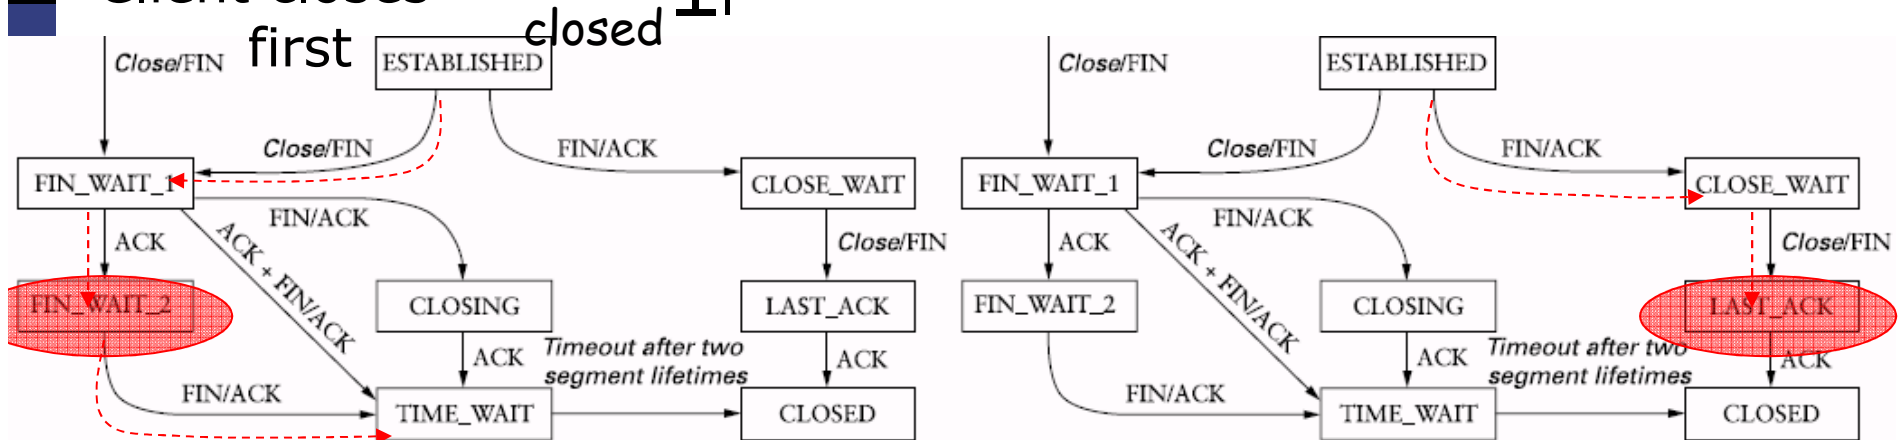 Client closes
first
closed
Close/FIN
ESTABLISHED
Close/FIN
FIN/ACK
FIN_WAIT_1
CLOSE_WAIT
FIN/ACK
ACK
ACK + FIN/ACK
Close/FIN
FIN_WAIT_2
CLOSING
LAST_ACK
ACK
Timeout after two
segment lifetimes
ACK
FIN/ACK
TIME_WAIT
CLOSED
Close/FIN
ESTABLISHED
Close/FIN
FIN/ACK
FIN_WAIT_1
CLOSE_WAIT
FIN/ACK
ACK
ACK + FIN/ACK
Close/FIN
FIN_WAIT_2
CLOSING
LAST_ACK
ACK
Timeout after two
segment lifetimes
ACK
FIN/ACK
TIME_WAIT
CLOSED